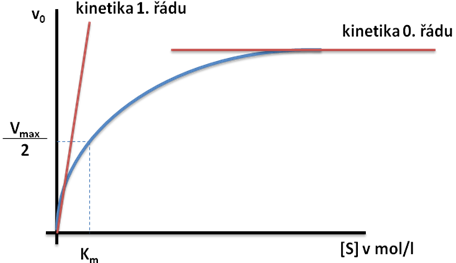 v₀
kinetika 1. řádu
kinetika 0. řádu
Vmax
2
Km
[S] v mol/l